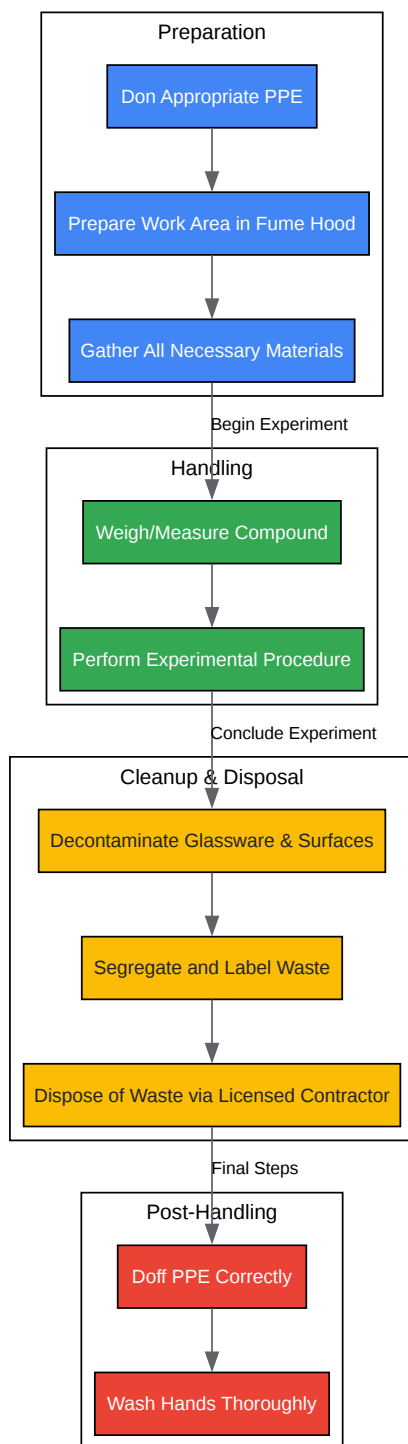 Preparation
Don Appropriate PPE
Prepare Work Area in Fume Hood
Gather All Necessary Materials
Begin Experiment
Handling
Weigh/Measure Compound
Perform Experimental Procedure
Conclude Experiment
Cleanup & Disposal
Decontaminate Glassware & Surfaces
Segregate and Label Waste
Dispose of Waste via Licensed Contractor
Final Steps
Post-Handling
Doff PPE Correctly
Wash Hands Thoroughly